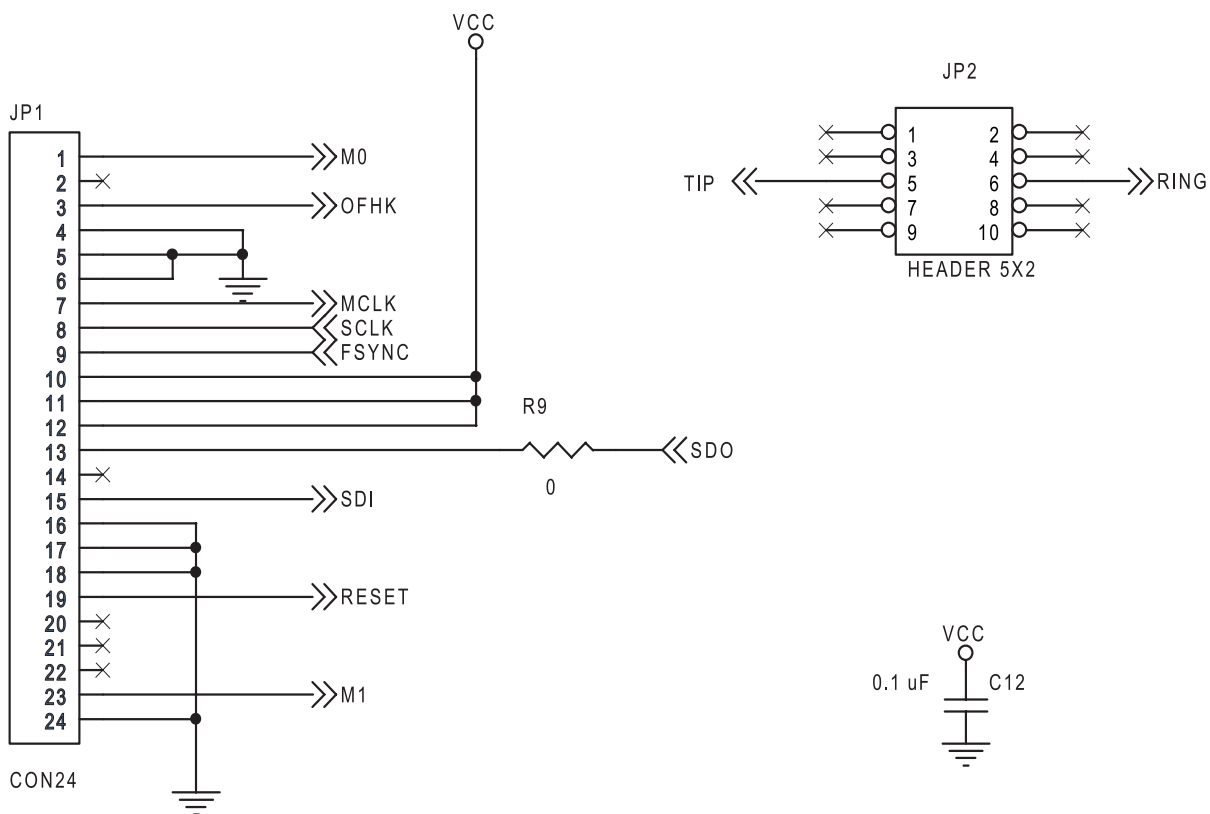 VCC
JP1
1 M0
2
3 OFHK
4
5
6
7 MCLK
8 SCLK
9 FSYNC
10
11
12
13
R9
0
SDO
14
15 SDI
16
17
18
19 RESET
20
21
22
23 M1
24
CON24
JP2
1 2
3 4
TIP 5 6 RING
7 8
9 10
HEADER 5X2
VCC
0.1 uF C12